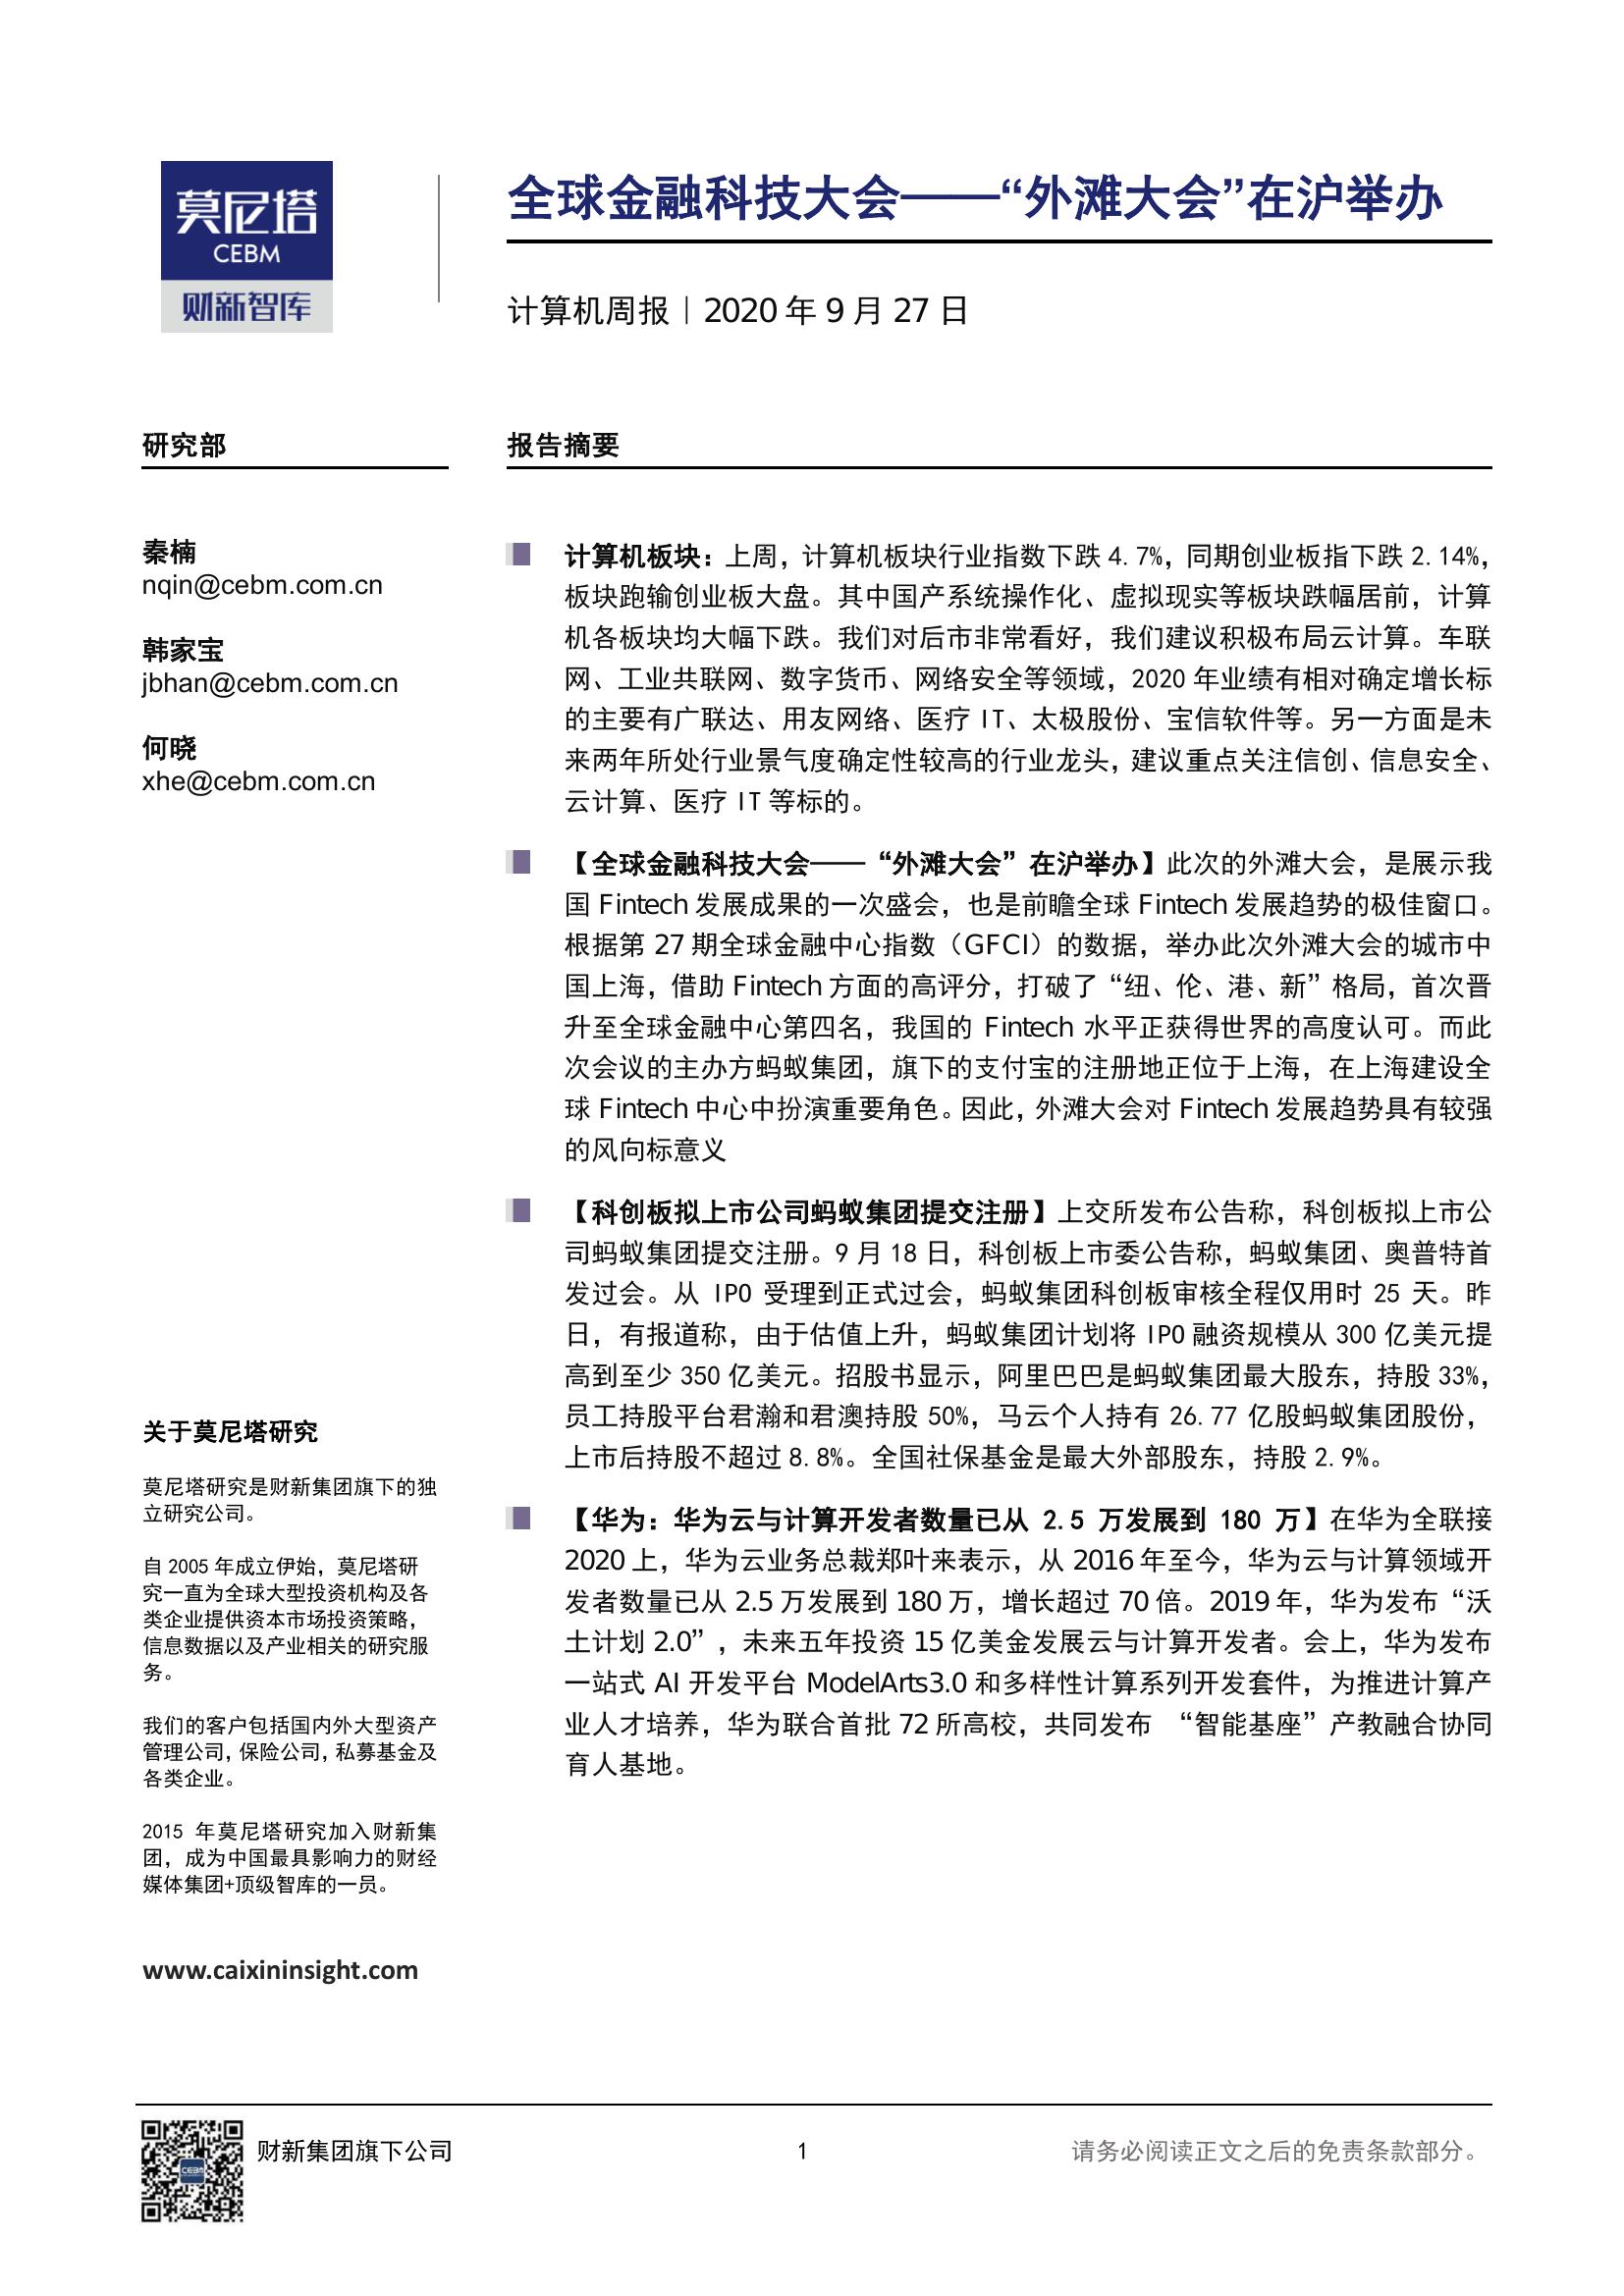 莫尼塔
CEBM
财新智库
全球金融科技大会——“外滩大会”在沪举办
计算机周报｜2020 年 9 月 27 日
研究部
秦楠
nqin@cebm.com.cn
韩家宝
jbhan@cebm.com.cn
何晓
xhe@cebm.com.cn
关于莫尼塔研究
莫尼塔研究是财新集团旗下的独
立研究公司。
自 2005 年成立伊始，莫尼塔研
究一直为全球大型投资机构及各
类企业提供资本市场投资策略，
信息数据以及产业相关的研究服
务。
我们的客户包括国内外大型资产
管理公司，保险公司，私募基金及
各类企业。
2015 年莫尼塔研究加入财新集
团，成为中国最具影响力的财经
媒体集团+顶级智库的一员。
www.caixininsight.com
报告摘要
计算机板块：上周，计算机板块行业指数下跌 4.7%，同期创业板指下跌 2.14%，
板块跑输创业板大盘。其中国产系统操作化、虚拟现实等板块跌幅居前，计算
机各板块均大幅下跌。我们对后市非常看好，我们建议积极布局云计算。车联
网、工业共联网、数字货币、网络安全等领域，2020 年业绩有相对确定增长标
的主要有广联达、用友网络、医疗 IT、太极股份、宝信软件等。另一方面是未
来两年所处行业景气度确定性较高的行业龙头，建议重点关注信创、信息安全、
云计算、医疗 IT 等标的。
【全球金融科技大会——“外滩大会”在沪举办】此次的外滩大会，是展示我
国 Fintech 发展成果的一次盛会，也是前瞻全球 Fintech 发展趋势的极佳窗口。
根据第 27 期全球金融中心指数（GFCI）的数据，举办此次外滩大会的城市中
国上海，借助 Fintech 方面的高评分，打破了“纽、伦、港、新”格局，首次晋
升至全球金融中心第四名，我国的 Fintech 水平正获得世界的高度认可。而此
次会议的主办方蚂蚁集团，旗下的支付宝的注册地正位于上海，在上海建设全
球 Fintech 中心中扮演重要角色。因此，外滩大会对 Fintech 发展趋势具有较强
的风向标意义
【科创板拟上市公司蚂蚁集团提交注册】上交所发布公告称，科创板拟上市公
司蚂蚁集团提交注册。9 月 18 日，科创板上市委公告称，蚂蚁集团、奥普特首
发过会。从 IPO 受理到正式过会，蚂蚁集团科创板审核全程仅用时 25 天。昨
日，有报道称，由于估值上升，蚂蚁集团计划将 IPO 融资规模从 300 亿美元提
高到至少 350 亿美元。招股书显示，阿里巴巴是蚂蚁集团最大股东，持股 33%，
员工持股平台君瀚和君澳持股 50%，马云个人持有 26.77 亿股蚂蚁集团股份，
上市后持股不超过 8.8%。全国社保基金是最大外部股东，持股 2.9%。
【华为：华为云与计算开发者数量已从 2.5 万发展到 180 万】在华为全联接
2020 上，华为云业务总裁郑叶来表示，从 2016 年至今，华为云与计算领域开
发者数量已从 2.5 万发展到 180 万，增长超过 70 倍。2019 年，华为发布“沃
土计划 2.0”，未来五年投资 15 亿美金发展云与计算开发者。会上，华为发布
一站式 AI 开发平台 ModelArts3.0 和多样性计算系列开发套件，为推进计算产
业人才培养，华为联合首批 72 所高校，共同发布 “智能基座”产教融合协同
育人基地。
CEBM
财新集团旗下公司
1
请务必阅读正文之后的免责条款部分。